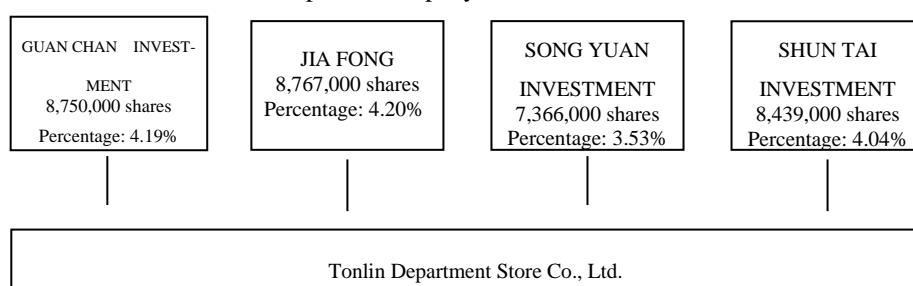 GUAN CHAN INVEST-
MENT
8,750,000 shares
Percentage: 4.19%
JIA FONG
8,767,000 shares
Percentage: 4.20%
SONG YUAN
INVESTMENT
7,366,000 shares
Percentage: 3.53%
SHUN TAI
INVESTMENT
8,439,000 shares
Percentage: 4.04%
Tonlin Department Store Co., Ltd.